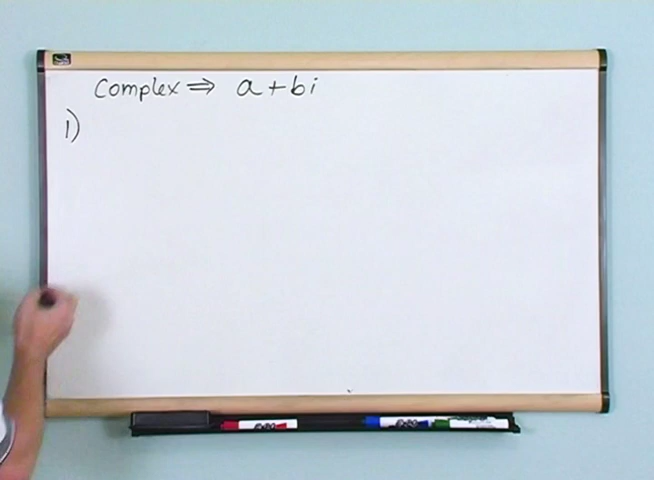 Complex ⇒ a + bi
1)